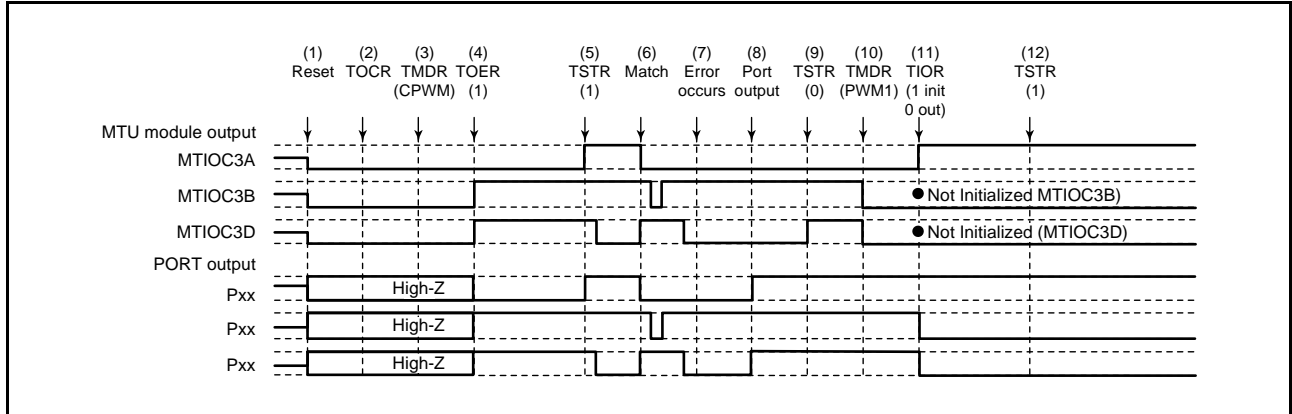 (1) (2) (3) (4) (5) (6) (7) (8) (9) (10) (11) (12)
Reset TOCR TMDR TOER TSTR Match Error Port TSTR TMDR TIOR TSTR
(CPWM) (1) (1) occurs output (0) (PWM1) (1 init (1)
0 out)
MTU module output
MTIOC3A
MTIOC3B
● Not Initialized MTIOC3B)
MTIOC3D
● Not Initialized (MTIOC3D)
PORT output
Pxx
High-Z
Pxx
High-Z
Pxx
High-Z